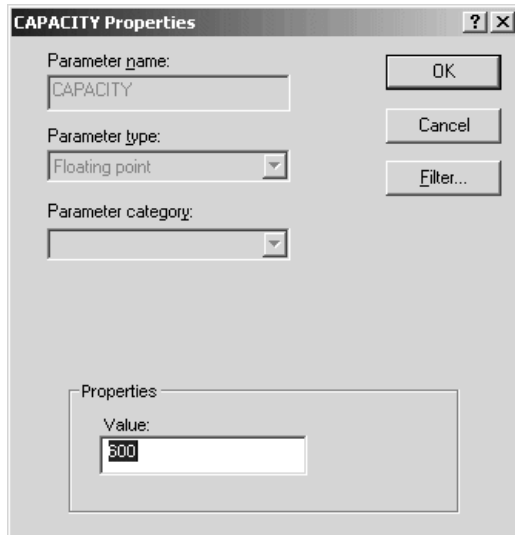 CAPACITY Properties
? ×
Parameter name:
CAPACITY
OK
Parameter type:
Floating point
Cancel
Filter...
Parameter category:
Properties
Value:
600